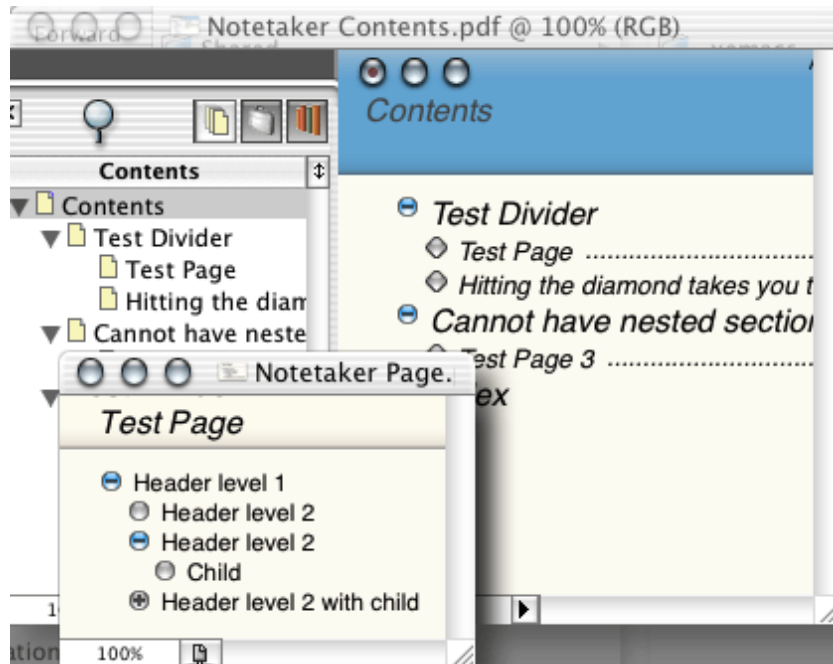 Forward
Notetaker Contents.pdf @ 100% (RGB)
Shared
Contents
Contents
Contents
Test Divider
Test Page
Hitting the diam
Cannot have neste
Test Divider
Test Page
Hitting the diamond takes you t
Cannot have nested section
Test Page 3
ex
Notetaker Page.
Test Page
Header level 1
Header level 2
Header level 2
Child
Header level 2 with child
100%
ation